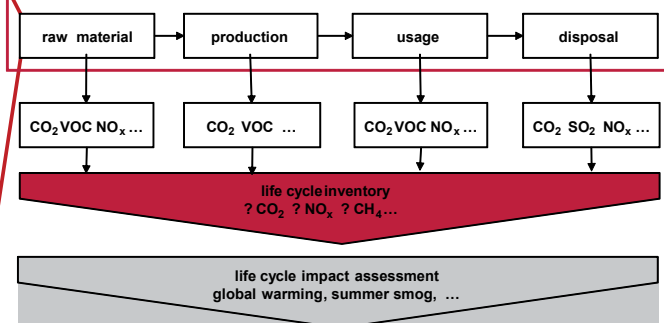 raw material
production
usage
disposal
CO₂ VOC NOₓ ...
CO₂ VOC ...
CO₂ VOC NOₓ ...
CO₂ SO₂ NOₓ ...
life cycle inventory
? CO₂ ? NOₓ ? CH₄...
life cycle impact assessment
global warming, summer smog, ...